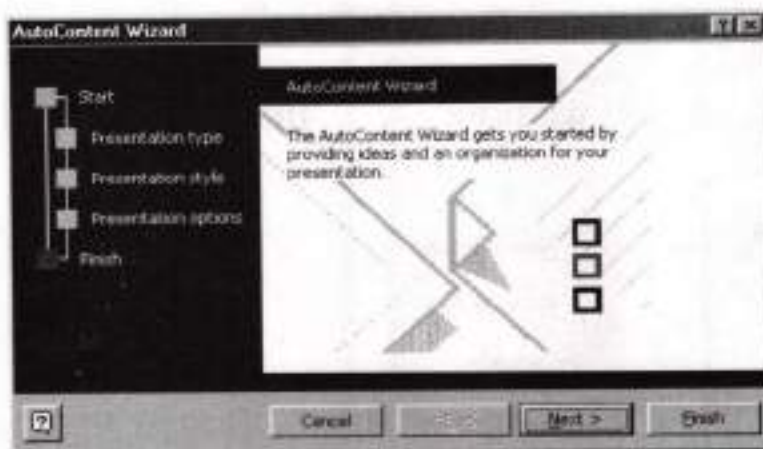 AutoContent Wizard
Start
Presentation type
Presentation style
Presentation options
Finish
AutoContent Wizard
The AutoContent Wizard gets you started by
providing ideas and an organisation for your
presentation.
Cancel
Next >
Finish